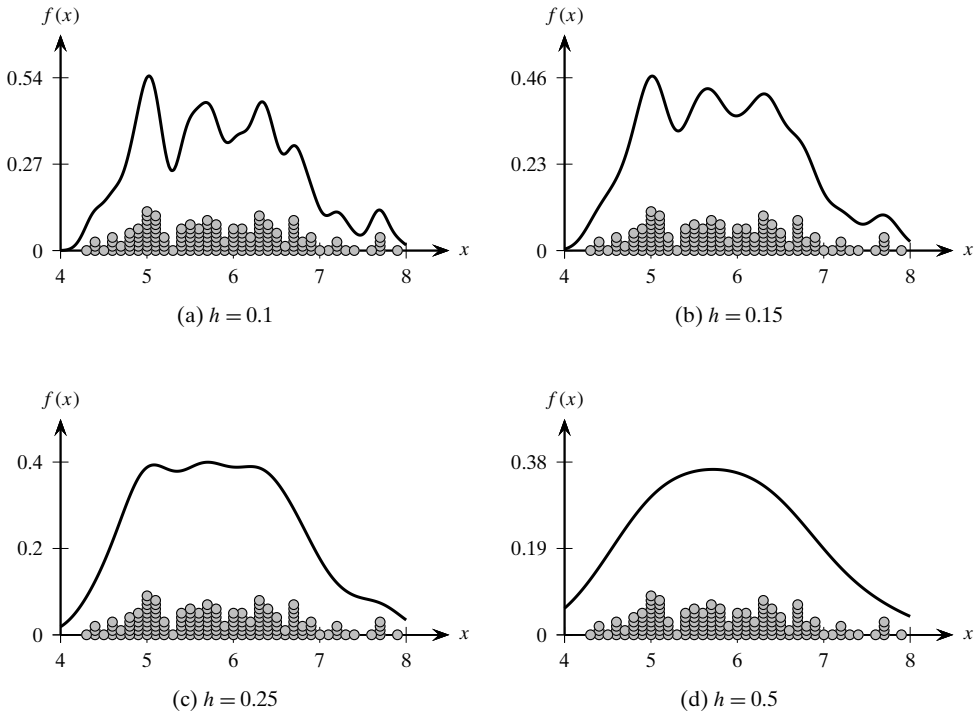 f(x)
0.54
0.27
0
4 5 6 7 8
x
(a) h = 0.1
f(x)
0.46
0.23
0
4 5 6 7 8
x
(b) h = 0.15
f(x)
0.4
0.2
0
4 5 6 7 8
x
(c) h = 0.25
f(x)
0.38
0.19
0
4 5 6 7 8
x
(d) h = 0.5